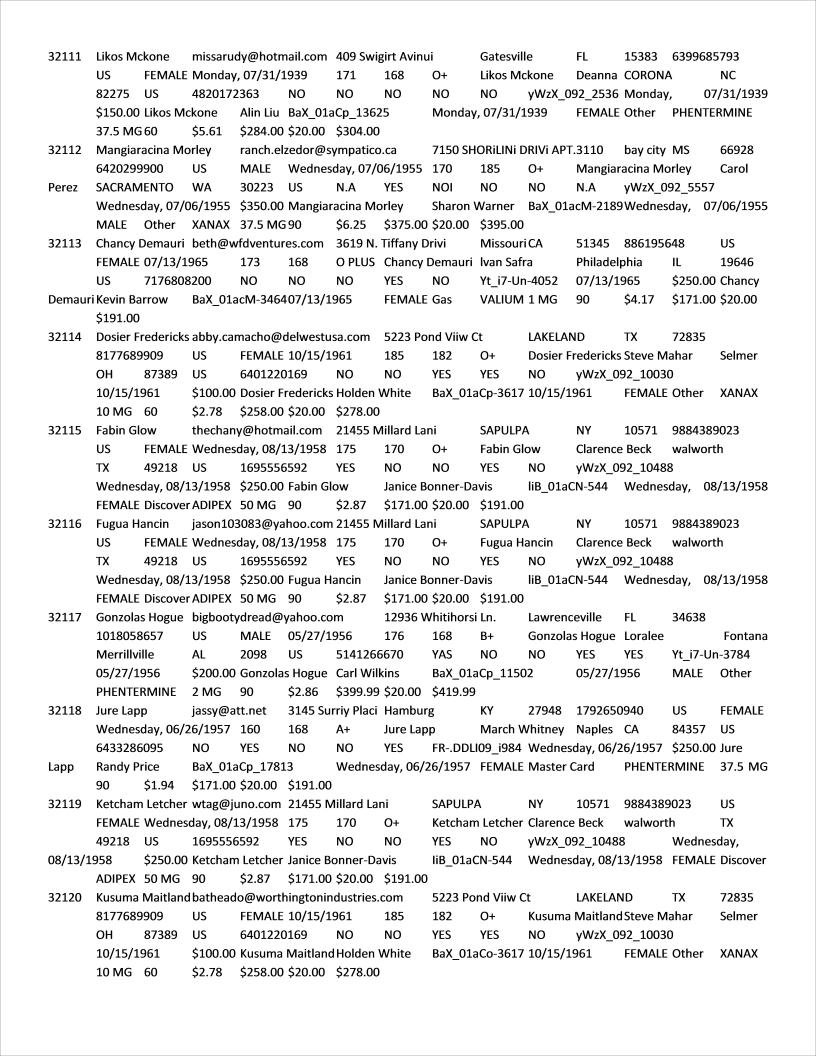 32111 Likos Mckone missarudy@hotmail.com 409 Swigirt Avinui Gatesville FL 15383 6399685793
US FEMALE Monday, 07/31/1939 171 168 O+ Likos Mckone Deanna CORONA NC
82275 US 4820172363 NO NO NO NO NO yWzX_092_2536 Monday, 07/31/1939
$150.00 Likos Mckone Alin Liu BaX_01aCp_13625 Monday, 07/31/1939 FEMALE Other PHENTERMINE
37.5 MG 60 $5.61 $284.00 $20.00 $304.00
32112 Mangiaracina Morley ranch.elzedor@sympatico.ca 7150 SHORiLINi DRIVi APT.3110 bay city MS 66928
6420299900 US MALE Wednesday, 07/06/1955 170 185 O+ Mangiaracina Morley Carol
Perez SACRAMENTO WA 30223 US N.A YES NOI NO NO N.A yWzX_092_5557
Wednesday, 07/06/1955 $350.00 Mangiaracina Morley Sharon Warner BaX_01acM-2189 Wednesday, 07/06/1955
MALE Other XANAX 37.5 MG 90 $6.25 $375.00 $20.00 $395.00
32113 Chancy Demauri beth@wfdventures.com 3619 N. Tiffany Drivi Missouri CA 51345 886195648 US
FEMALE 07/13/1965 173 168 O PLUS Chancy Demauri Ivan Safra Philadelphia IL 19646
US 7176808200 NO NO NO YES NO Yt_i7-Un-4052 07/13/1965 $250.00 Chancy
Demauri Kevin Barrow BaX_01acM-3464 07/13/1965 FEMALE Gas VALIUM 1 MG 90 $4.17 $171.00 $20.00
$191.00
32114 Dosier Fredericks abby.camacho@delwestusa.com 5223 Pond Viiw Ct LAKELAND TX 72835
8177689909 US FEMALE 10/15/1961 185 182 O+ Dosier Fredericks Steve Mahar Selmer
OH 87389 US 6401220169 NO NO YES YES NO yWzX_092_10030
10/15/1961 $100.00 Dosier Fredericks Holden White BaX_01aCp-3617 10/15/1961 FEMALE Other XANAX
10 MG 60 $2.78 $258.00 $20.00 $278.00
32115 Fabin Glow thechany@hotmail.com 21455 Millard Lani SAPULPA NY 10571 9884389023
US FEMALE Wednesday, 08/13/1958 175 170 O+ Fabin Glow Clarence Beck walworth
TX 49218 US 1695556592 YES NO NO YES NO yWzX_092_10488
Wednesday, 08/13/1958 $250.00 Fabin Glow Janice Bonner-Davis liB_01aCN-544 Wednesday, 08/13/1958
FEMALE Discover ADIPEX 50 MG 90 $2.87 $171.00 $20.00 $191.00
32116 Fugua Hancin jason103083@yahoo.com 21455 Millard Lani SAPULPA NY 10571 9884389023
US FEMALE Wednesday, 08/13/1958 175 170 O+ Fugua Hancin Clarence Beck walworth
TX 49218 US 1695556592 YES NO NO YES NO yWzX_092_10488
Wednesday, 08/13/1958 $250.00 Fugua Hancin Janice Bonner-Davis liB_01aCN-544 Wednesday, 08/13/1958
FEMALE Discover ADIPEX 50 MG 90 $2.87 $171.00 $20.00 $191.00
32117 Gonzolas Hogue bigbootydread@yahoo.com 12936 Whitihorsi Ln. Lawrenceville FL 34638
1018058657 US MALE 05/27/1956 176 168 B+ Gonzolas Hogue Loralee Fontana
Merrillville AL 2098 US 5141266670 YAS NO NO YES YES Yt_i7-Un-3784
05/27/1956 $200.00 Gonzolas Hogue Carl Wilkins BaX_01aCp_11502 05/27/1956 MALE Other
PHENTERMINE 2 MG 90 $2.86 $399.99 $20.00 $419.99
32118 Jure Lapp jassy@att.net 3145 Surriy Placi Hamburg KY 27948 1792650940 US FEMALE
Wednesday, 06/26/1957 160 168 A+ Jure Lapp March Whitney Naples CA 84357 US
6433286095 NO YES NO NO YES FR-.DDLI09_i984 Wednesday, 06/26/1957 $250.00 Jure
Lapp Randy Price BaX_01aCp_17813 Wednesday, 06/26/1957 FEMALE Master Card PHENTERMINE 37.5 MG
90 $1.94 $171.00 $20.00 $191.00
32119 Ketcham Letcher wtag@juno.com 21455 Millard Lani SAPULPA NY 10571 9884389023 US
FEMALE Wednesday, 08/13/1958 175 170 O+ Ketcham Letcher Clarence Beck walworth TX
49218 US 1695556592 YES NO NO YES NO yWzX_092_10488 Wednesday,
08/13/1958 $250.00 Ketcham Letcher Janice Bonner-Davis liB_01aCN-544 Wednesday, 08/13/1958 FEMALE Discover
ADIPEX 50 MG 90 $2.87 $171.00 $20.00 $191.00
32120 Kusuma Maitland batheado@worthingtonindustries.com 5223 Pond Viiw Ct LAKELAND TX 72835
8177689909 US FEMALE 10/15/1961 185 182 O+ Kusuma Maitland Steve Mahar Selmer
OH 87389 US 6401220169 NO NO YES YES NO yWzX_092_10030
10/15/1961 $100.00 Kusuma Maitland Holden White BaX_01aCo-3617 10/15/1961 FEMALE Other XANAX
10 MG 60 $2.78 $258.00 $20.00 $278.00